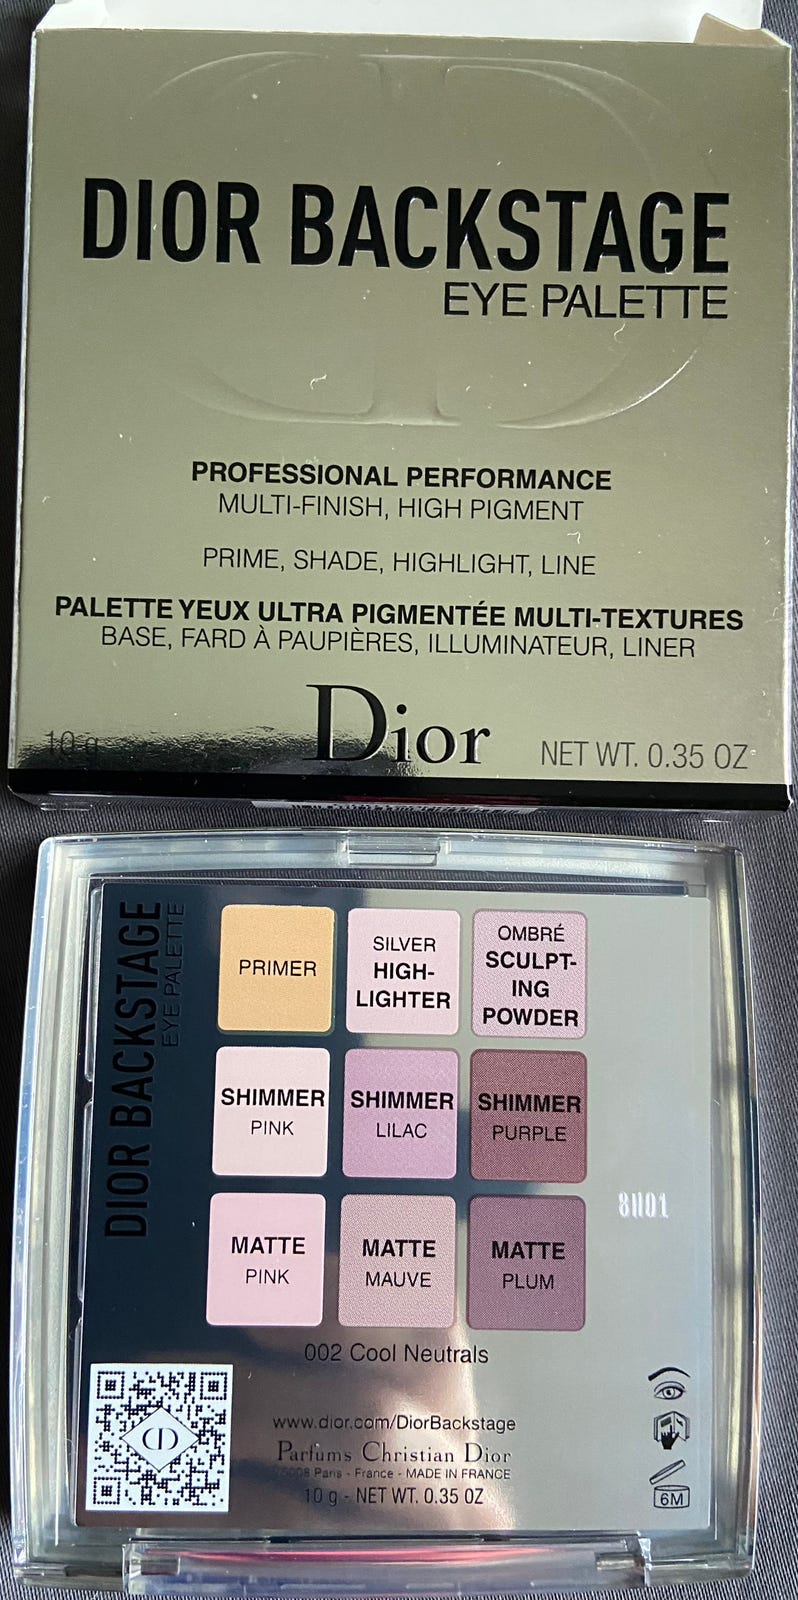 DIOR BACKSTAGE
EYE PALETTE
PROFESSIONAL PERFORMANCE
MULTI-FINISH, HIGH PIGMENT
PRIME, SHADE, HIGHLIGHT, LINE
PALETTE YEUX ULTRA PIGMENTÉE MULTI-TEXTURES
BASE, FARD À PAUPIÈRES, ILLUMINATEUR, LINER
10 g
Dior
NET WT. 0.35 OZ
DIOR BACKSTAGE
EYE PALETTE
PRIMER
SILVER
HIGH-
LIGHTER
OMBRÉ
SCULPT-
ING
POWDER
SHIMMER
PINK
SHIMMER
LILAC
SHIMMER
PURPLE
8U01
MATTE
PINK
MATTE
MAUVE
MATTE
PLUM
002 Cool Neutrals
CD
www.dior.com/DiorBackstage
Parfums Christian Dior
75008 Paris - France - MADE IN FRANCE
10 g - NET WT. 0.35 OZ
6M